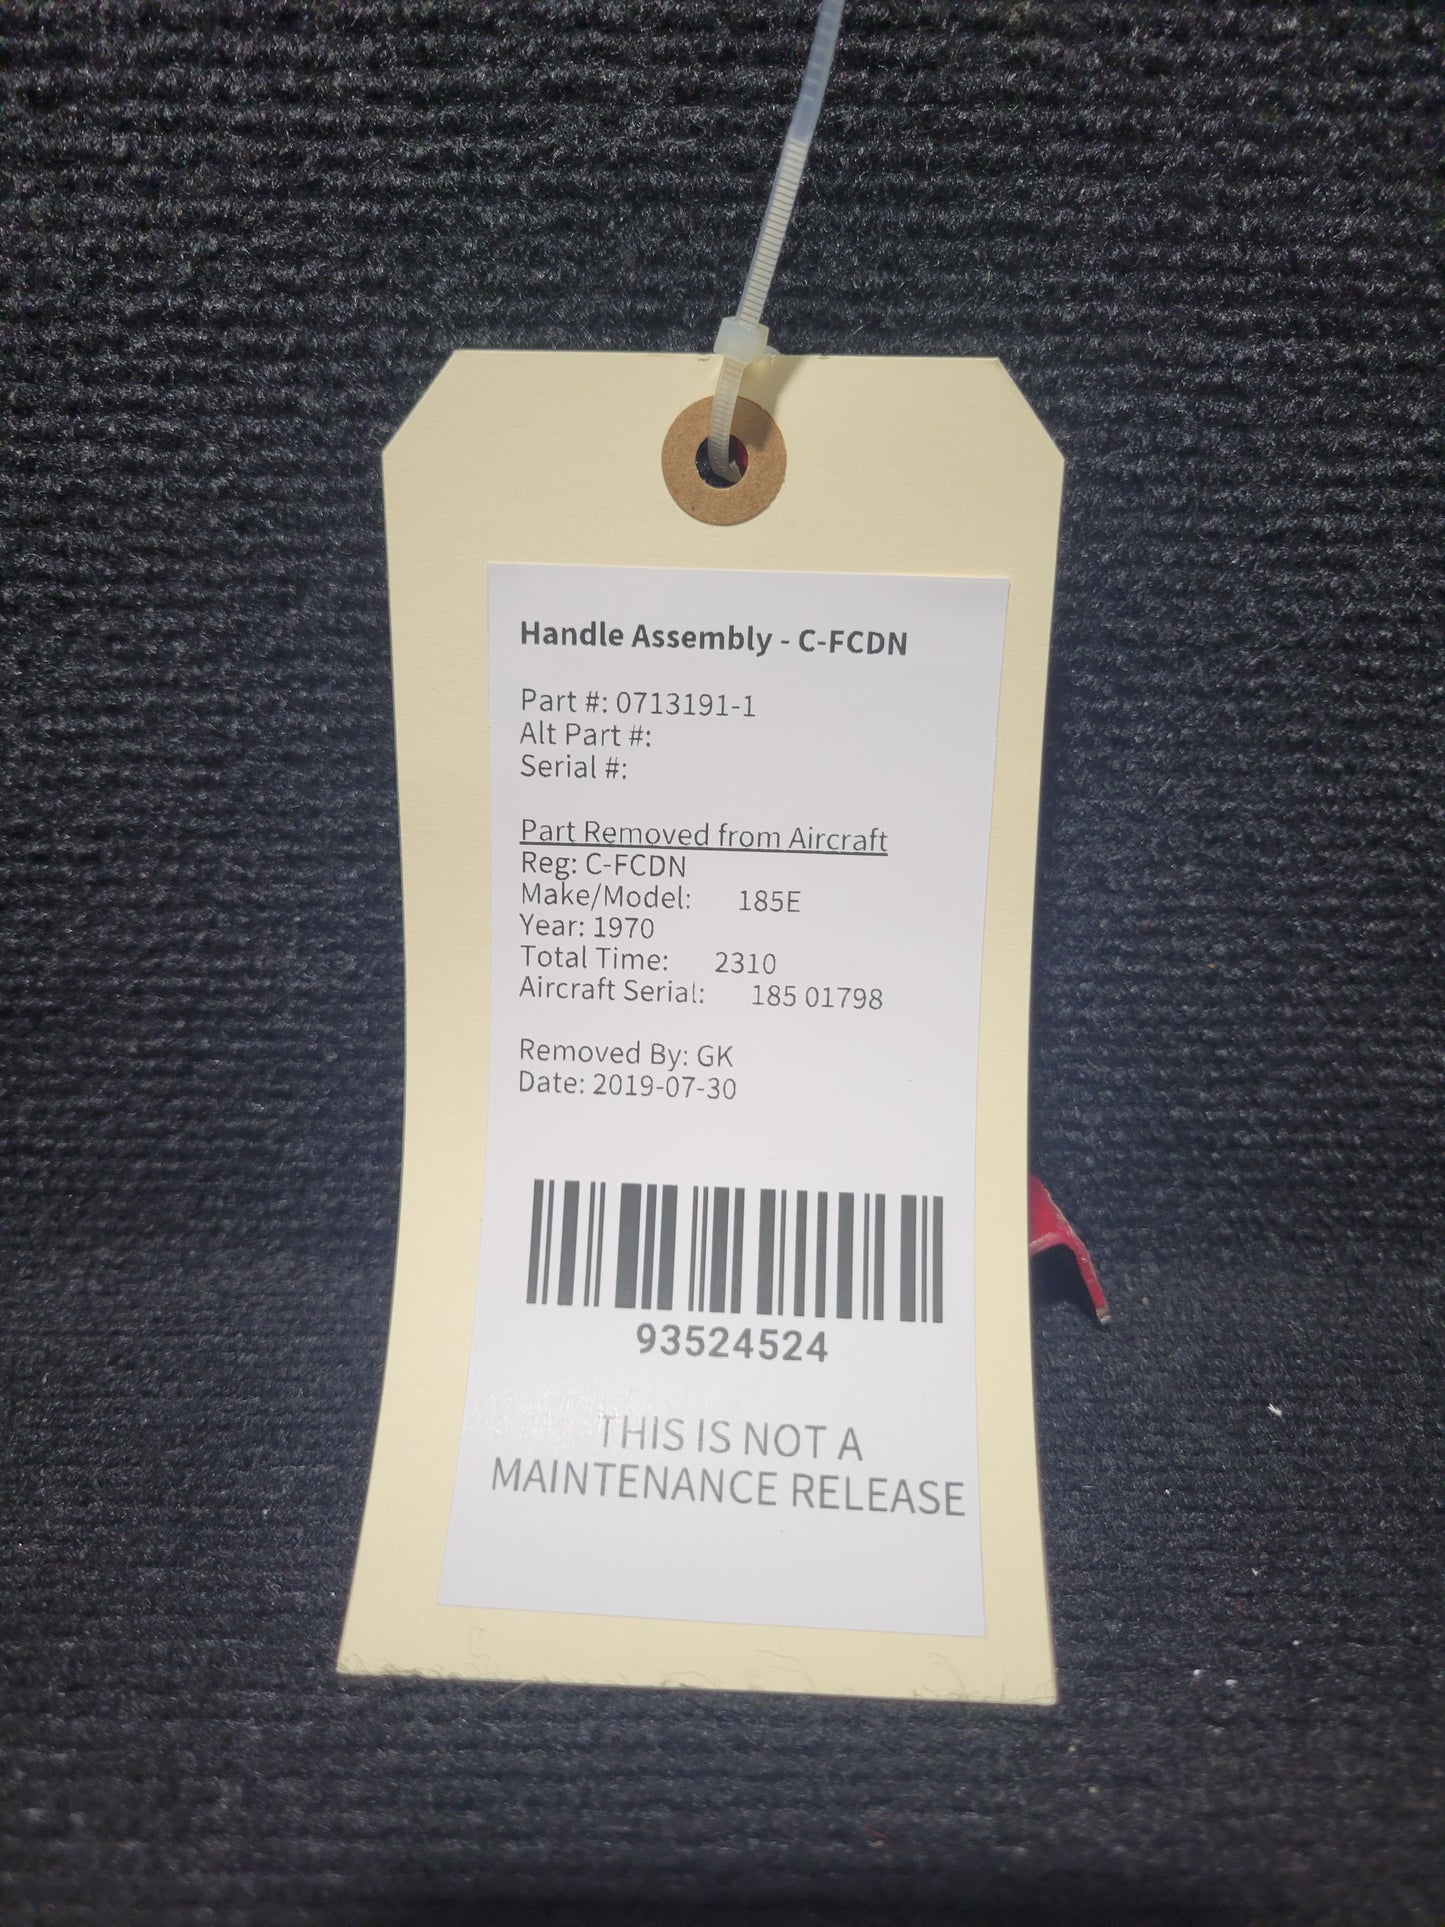 Handle Assembly - C-FCDN
Part #: 0713191-1
Alt Part #:
Serial #:
Part Removed from Aircraft
Reg: C-FCDN
Make/Model: 185E
Year: 1970
Total Time: 2310
Aircraft Serial: 185 01798
Removed By: GK
Date: 2019-07-30
93524524
THIS IS NOT A
MAINTENANCE RELEASE